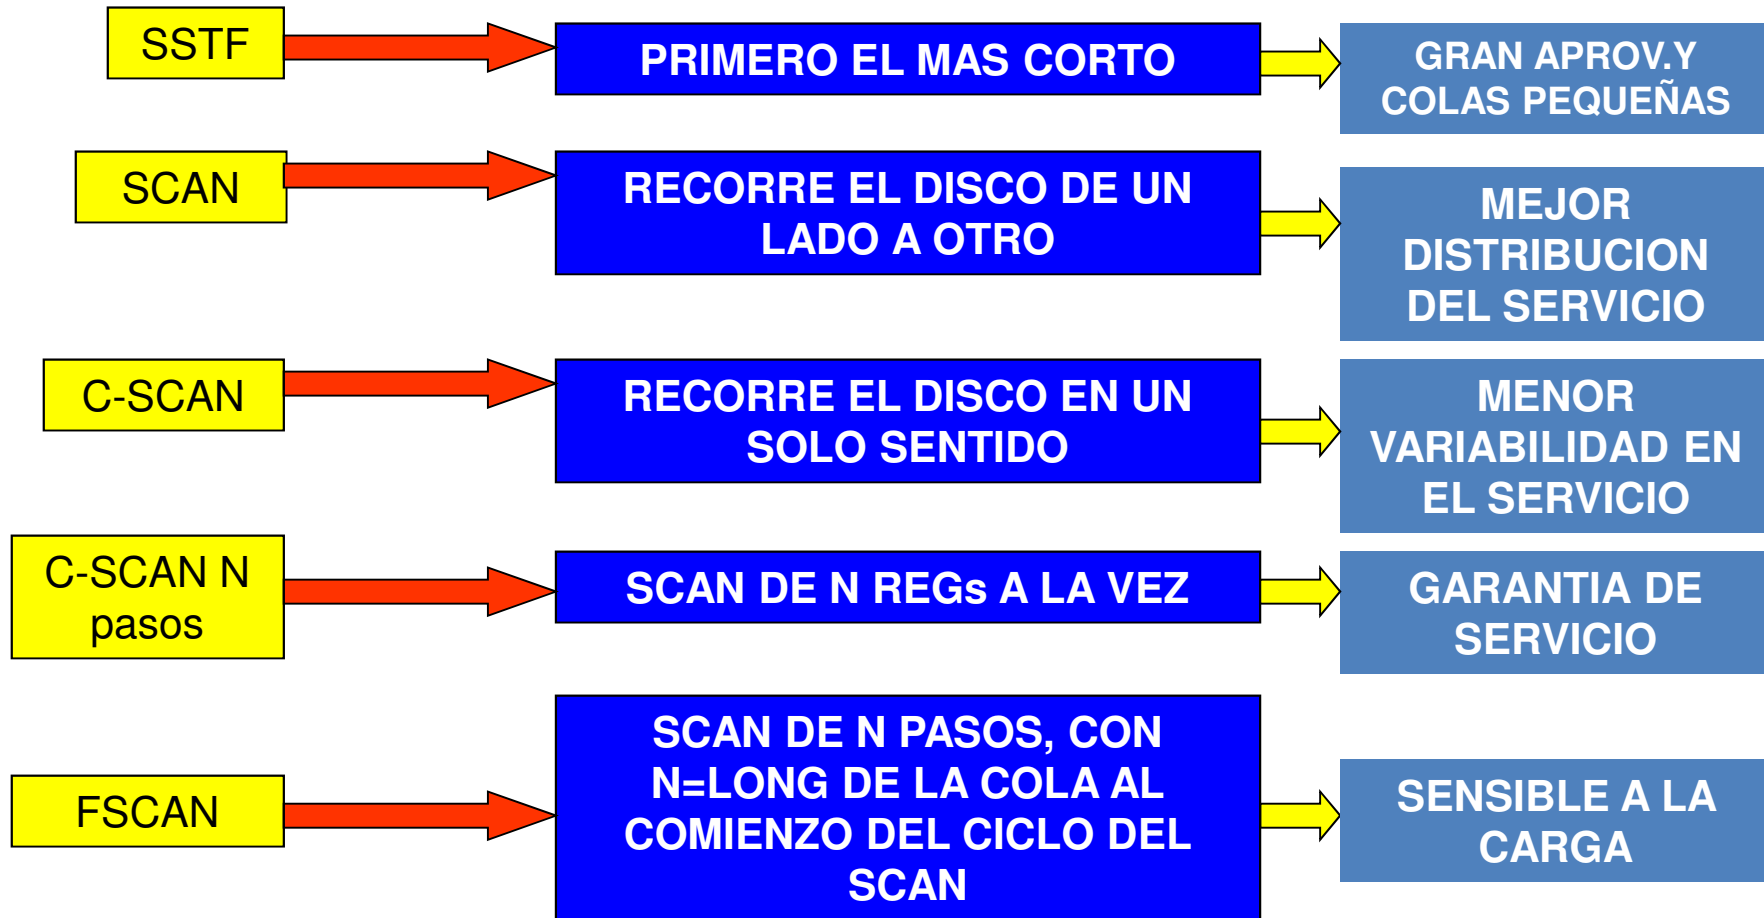 SSTF
PRIMERO EL MAS CORTO
GRAN APROV.Y
COLAS PEQUEÑAS
SCAN
RECORRE EL DISCO DE UN
LADO A OTRO
MEJOR
DISTRIBUCION
DEL SERVICIO
C-SCAN
RECORRE EL DISCO EN UN
SOLO SENTIDO
MENOR
VARIABILIDAD EN
EL SERVICIO
C-SCAN N
pasos
SCAN DE N REGs A LA VEZ
GARANTIA DE
SERVICIO
FSCAN
SCAN DE N PASOS, CON
N=LONG DE LA COLA AL
COMIENZO DEL CICLO DEL
SCAN
SENSIBLE A LA
CARGA